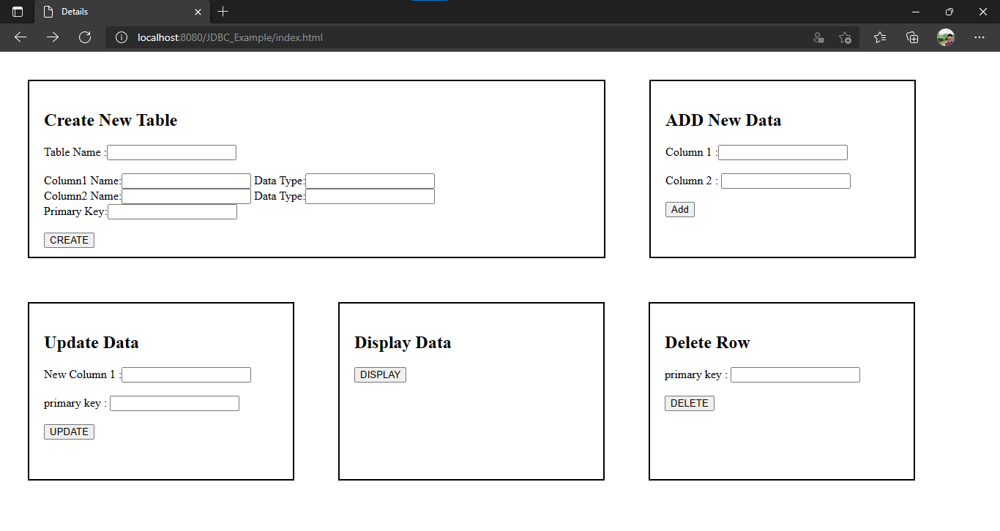 Details
localhost:8080/JDBC_Example/index.html
Create New Table
Table Name :
Column1 Name: Data Type:
Column2 Name: Data Type:
Primary Key:
CREATE
ADD New Data
Column 1 :
Column 2 :
Add
Update Data
New Column 1 :
primary key :
UPDATE
Display Data
DISPLAY
Delete Row
primary key :
DELETE